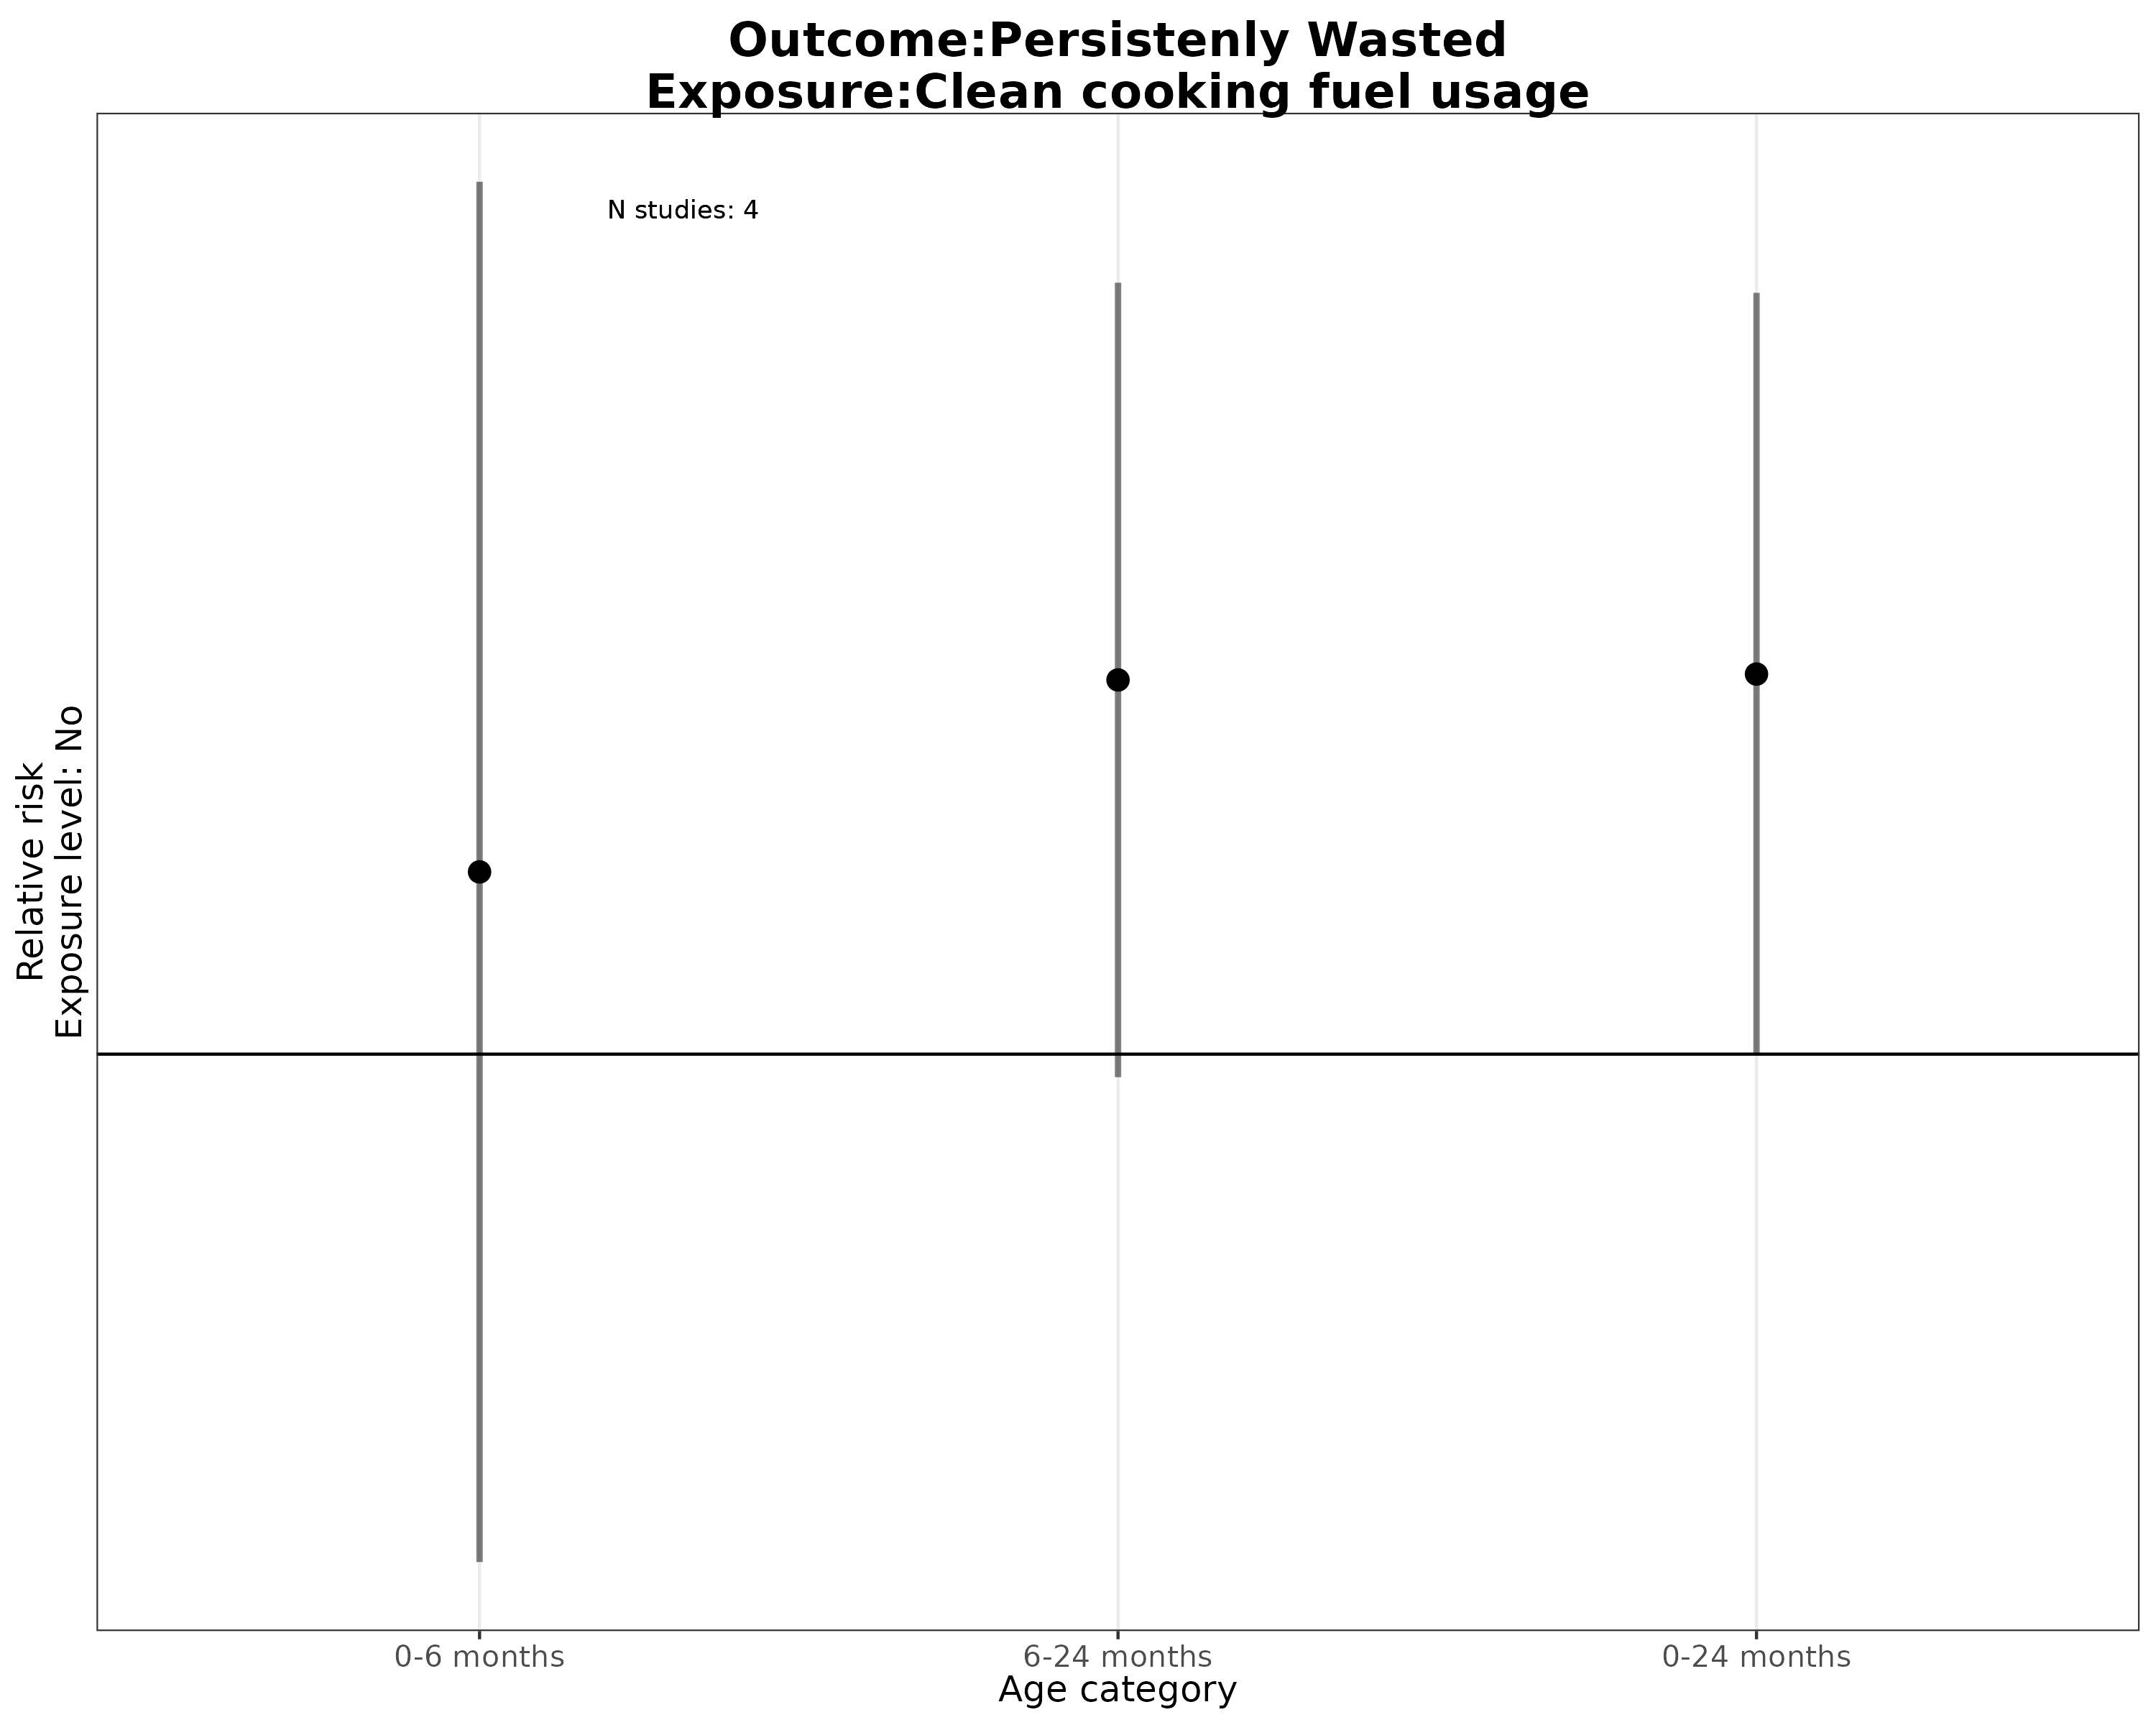 Outcome:Persistenly Wasted
Exposure:Clean cooking fuel usage
N studies: 4
Relative risk
Exposure level: No
0-6 months
6-24 months
0-24 months
Age category